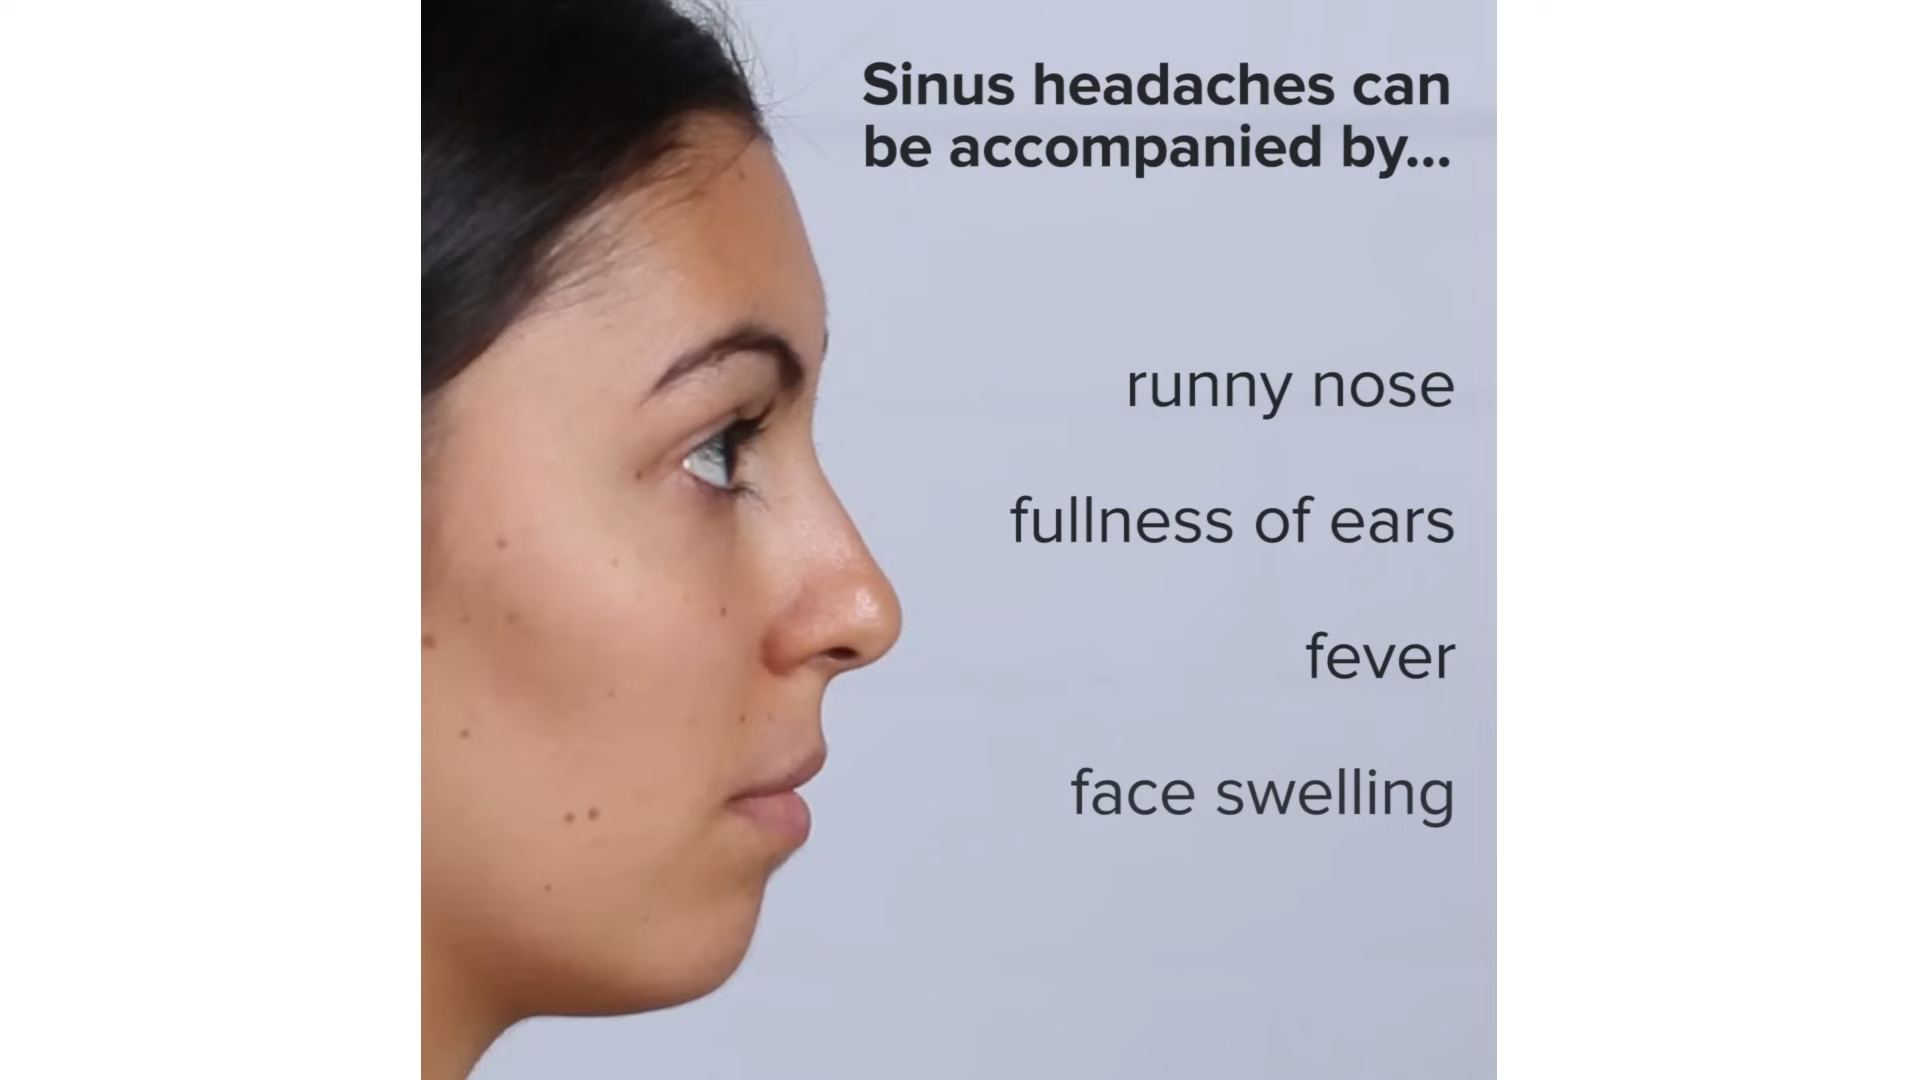 Sinus headaches can
be accompanied by...
runny nose
fullness of ears
fever
face swelling